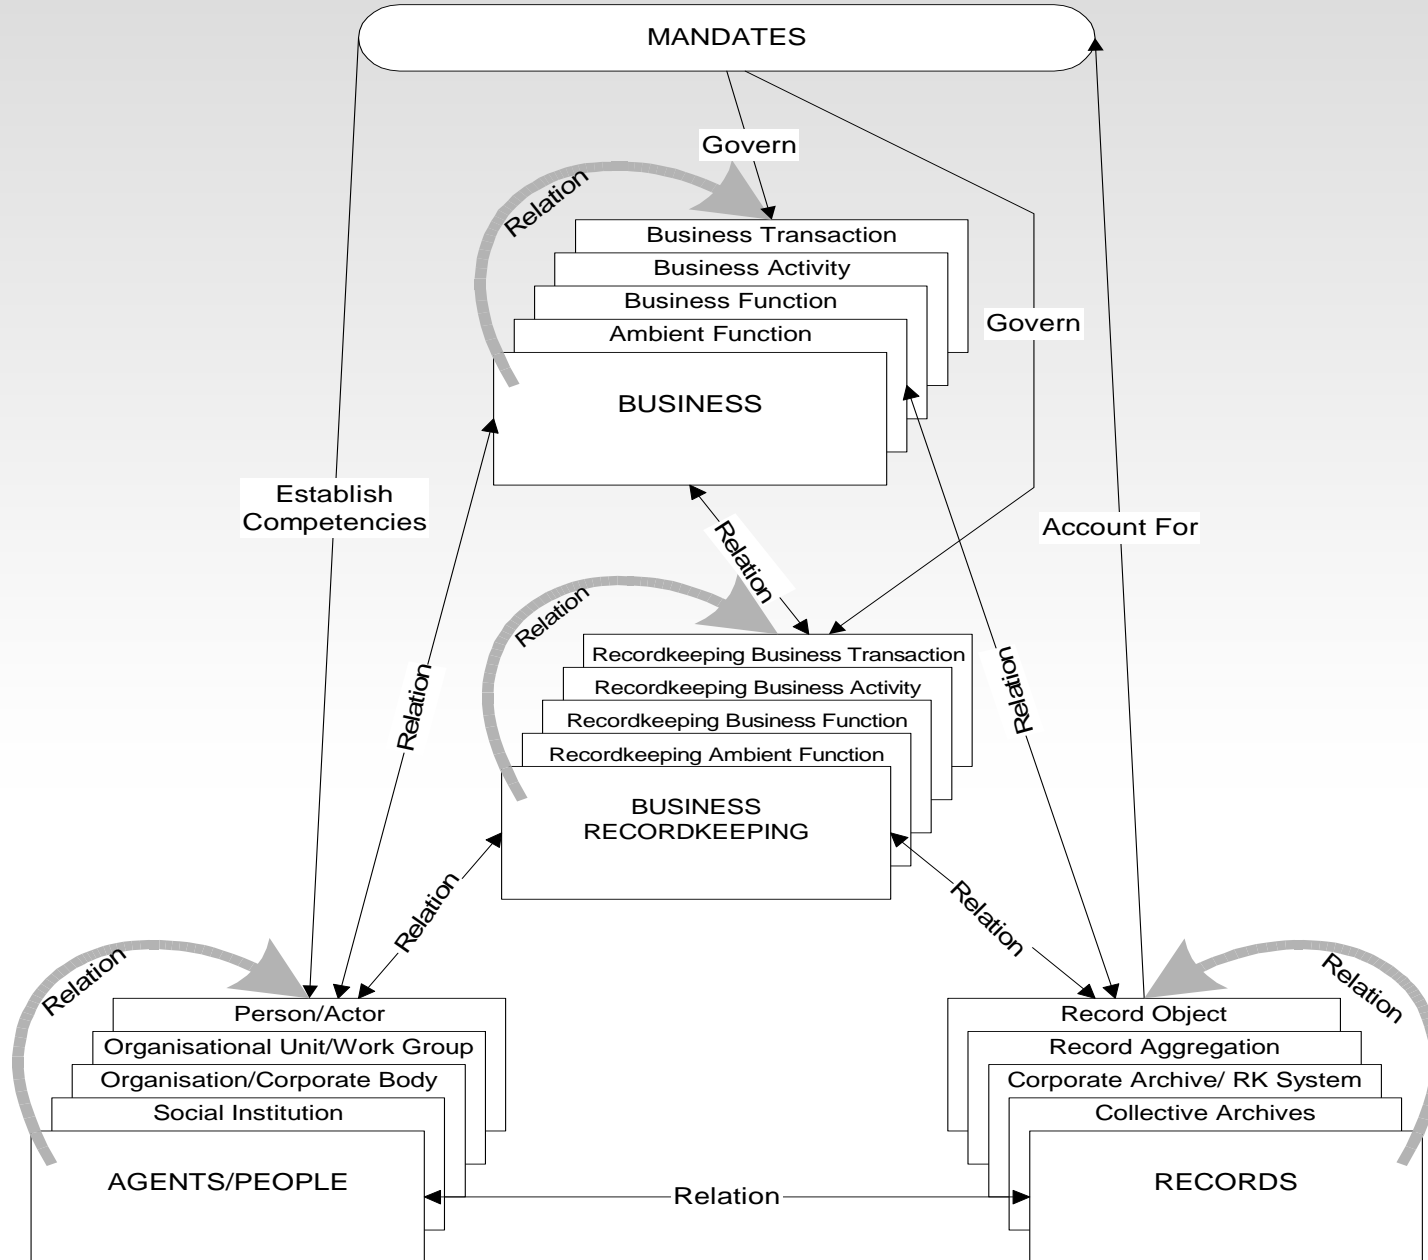 MANDATES
Govern
Relation
Business Transaction
Business Activity
Business Function
Govern
Ambient Function
BUSINESS
Establish
Competencies
Account For
Relation
Relation
Recordkeeping Business Transaction
Relation
Relation
Recordkeeping Business Activity
Recordkeeping Business Function
Recordkeeping Ambient Function
BUSINESS
RECORDKEEPING
Relation
Relation
Relation
Relation
Person/Actor
Record Object
Organisational Unit/Work Group
Record Aggregation
Organisation/Corporate Body
Corporate Archive/ RK System
Social Institution
Collective Archives
AGENTS/PEOPLE
Relation
RECORDS